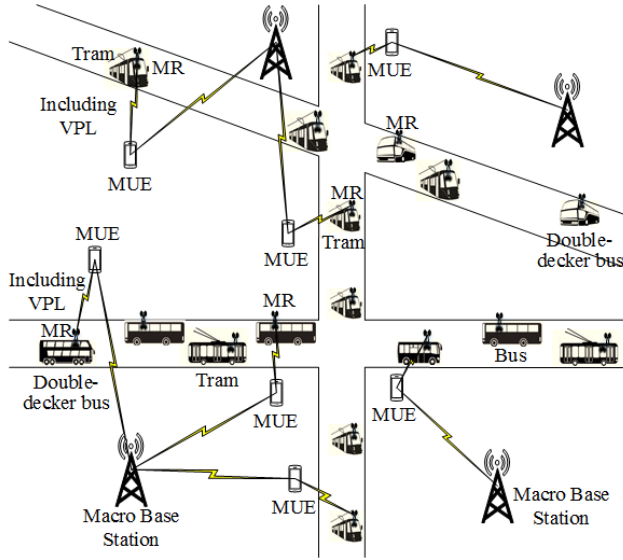 Tram
MR
MUE
Including
VPL
MR
MUE
MR
MUE
Tram
Double-
decker bus
MUE
Including
VPL
MR
MR
Double-
decker bus
Tram
Bus
MUE
MUE
MUE
Macro Base
Station
Macro Base
Station